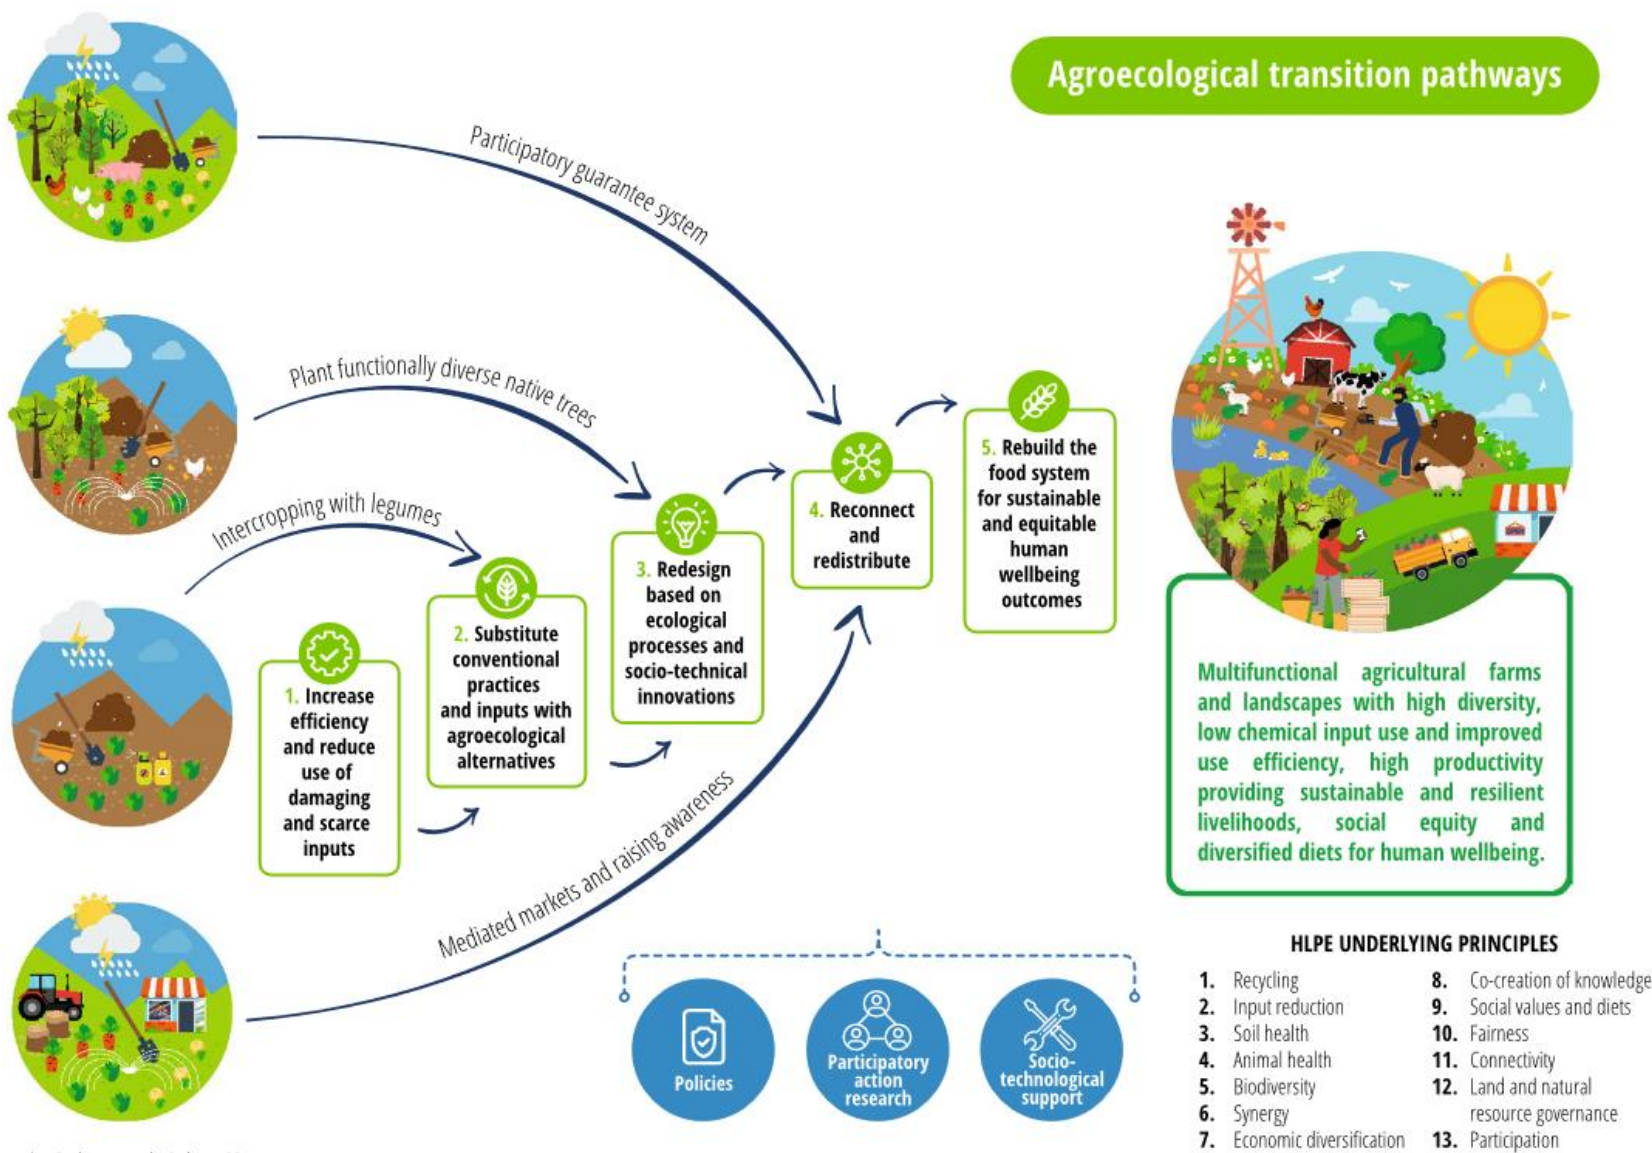 Agroecological transition pathways
Participatory guarantee system
Plant functionally diverse native trees
Intercropping with legumes
Mediated markets and raising awareness
1. Increase
efficiency
and reduce
use of
damaging
and scarce
inputs
2. Substitute
conventional
practices
and inputs with
agroecological
alternatives
3. Redesign
based on
ecological
processes and
socio-technical
innovations
4. Reconnect
and
redistribute
5. Rebuild the
food system
for sustainable
and equitable
human
wellbeing
outcomes
Multifunctional agricultural farms
and landscapes with high diversity,
low chemical input use and improved
use efficiency, high productivity
providing sustainable and resilient
livelihoods, social equity and
diversified diets for human wellbeing.
Policies
Participatory
action
research
Socio-
technological
support
HLPE UNDERLYING PRINCIPLES
1. Recycling
2. Input reduction
3. Soil health
4. Animal health
5. Biodiversity
6. Synergy
7. Economic diversification
8. Co-creation of knowledge
9. Social values and diets
10. Fairness
11. Connectivity
12. Land and natural
resource governance
13. Participation